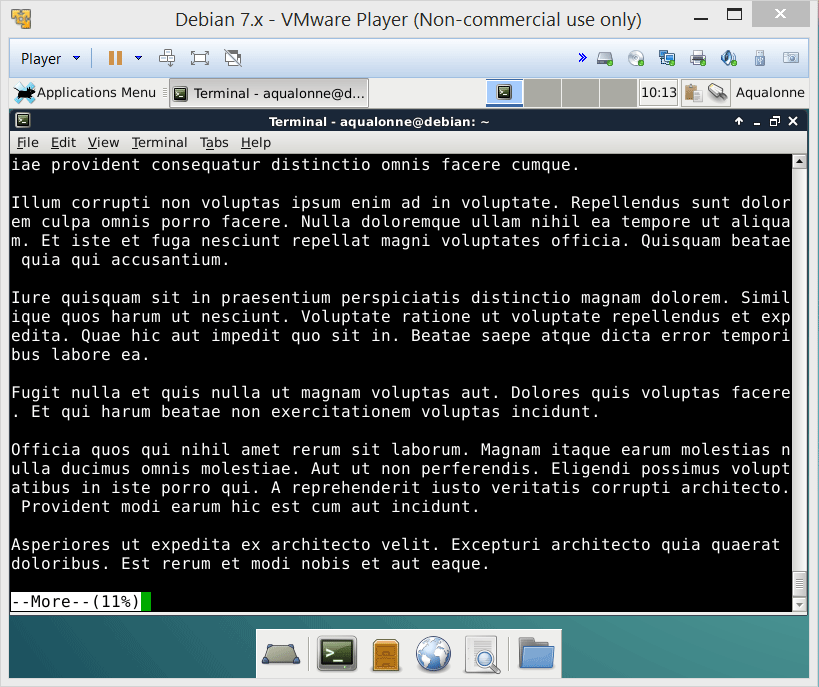 Debian 7.x - VMware Player (Non-commercial use only)
Player
Applications Menu
Terminal - aqualonne@d...
10:13
Aqualonne
Terminal - aqualonne@debian: ~
File Edit View Terminal Tabs Help
iae provident consequatur distinctio omnis facere cumque.
Illum corrupti non voluptas ipsum enim ad in voluptate. Repellendus sunt dolor
em culpa omnis porro facere. Nulla doloremque ullam nihil ea tempore ut aliqua
m. Et iste et fuga nesciunt repellat magni voluptates officia. Quisquam beatae
quia qui accusantium.
Iure quisquam sit in praesentium perspiciatis distinctio magnam dolorem. Simil
ique quos harum ut nesciunt. Voluptate ratione ut voluptate repellendus et exp
edita. Quae hic aut impedit quo sit in. Beatae saepe atque dicta error tempori
bus labore ea.
Fugit nulla et quis nulla ut magnam voluptas aut. Dolores quis voluptas facere
. Et qui harum beatae non exercitationem voluptas incidunt.
Officia quos qui nihil amet rerum sit laborum. Magnam itaque earum molestias n
ulla ducimus omnis molestiae. Aut ut non perferendis. Eligendi possimus volupt
atibus in iste porro qui. A reprehenderit iusto veritatis corrupti architecto.
Provident modi earum hic est cum aut incidunt.
Asperiores ut expedita ex architecto velit. Excepturi architecto quia quaerat
doloribus. Est rerum et modi nobis et aut eaque.
--More--(11%)